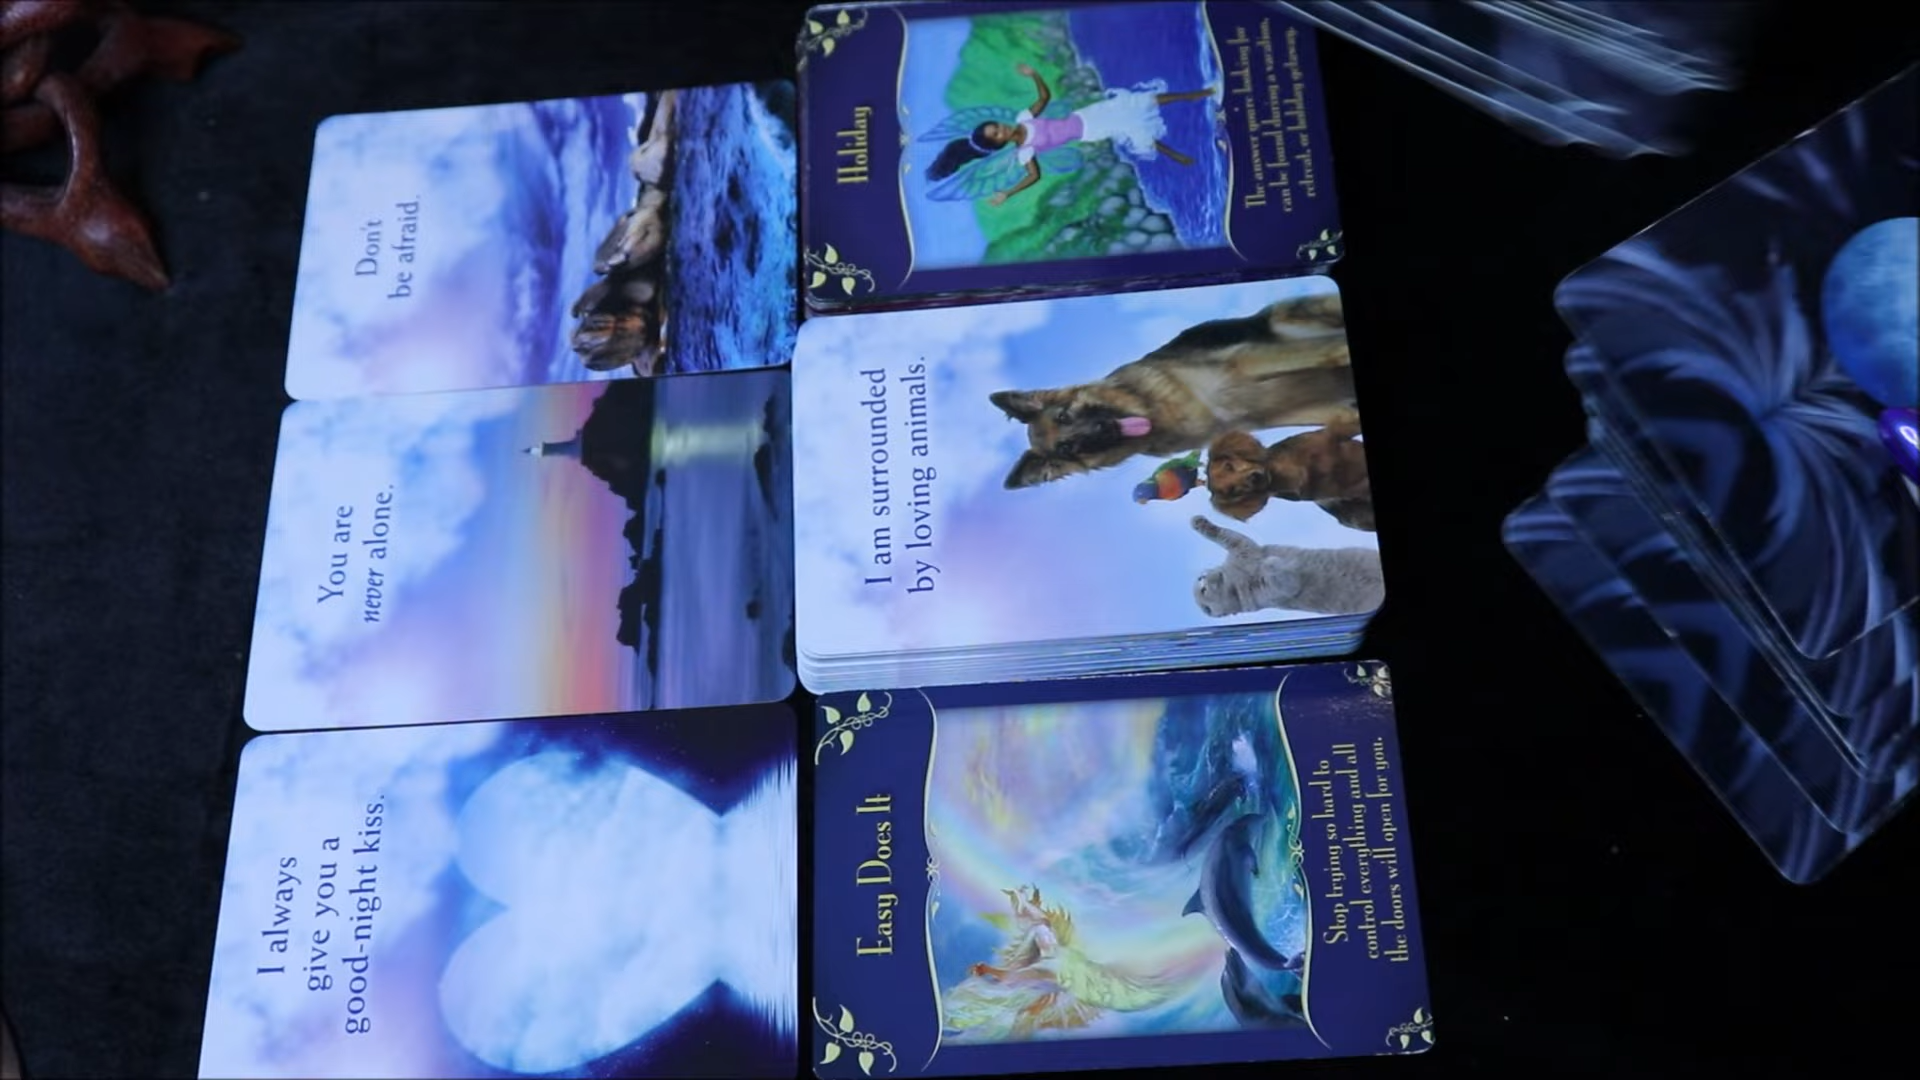 Don't
be afraid.
You are
never alone.
I always
give you a
good-night kiss.
Holiday
The answer you're looking for
can be found during a vacation,
retreat, or holiday getaway.
I am surrounded
by loving animals.
Easy Does It
Stop trying so hard to
control everything and all
the doors will open for you.